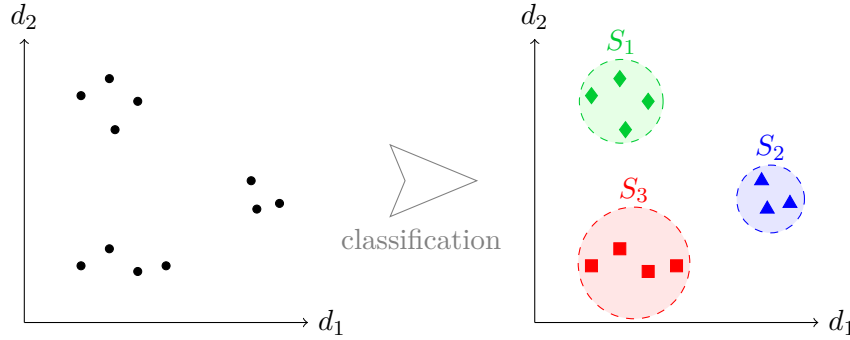 d₂
d₁
classification
d₂
d₁
S₁
S₂
S₃